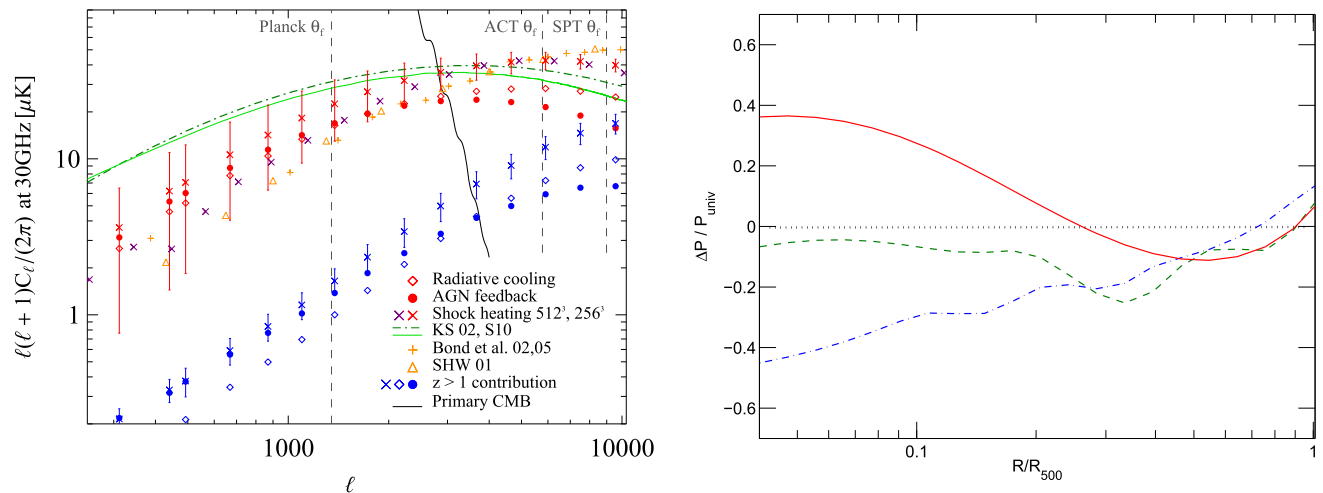 Planck θf ACT θf SPT θf
ℓ(ℓ + 1)Cℓ/(2π) at 30GHz [μK]
10
1
Radiative cooling
AGN feedback
Shock heating 512³, 256³
KS 02, S10
Bond et al. 02,05
SHW 01
z > 1 contribution
Primary CMB
1000 10000
ℓ
ΔP / Puniv
0.6
0.4
0.2
0
−0.2
−0.4
−0.6
0.1 1
R/R500